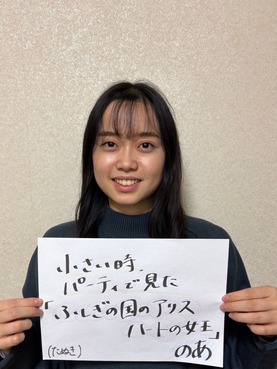 小さい時、
パーティで見た
「ふしぎの国のアリス
ハートの女王」
(たぬき) のあ